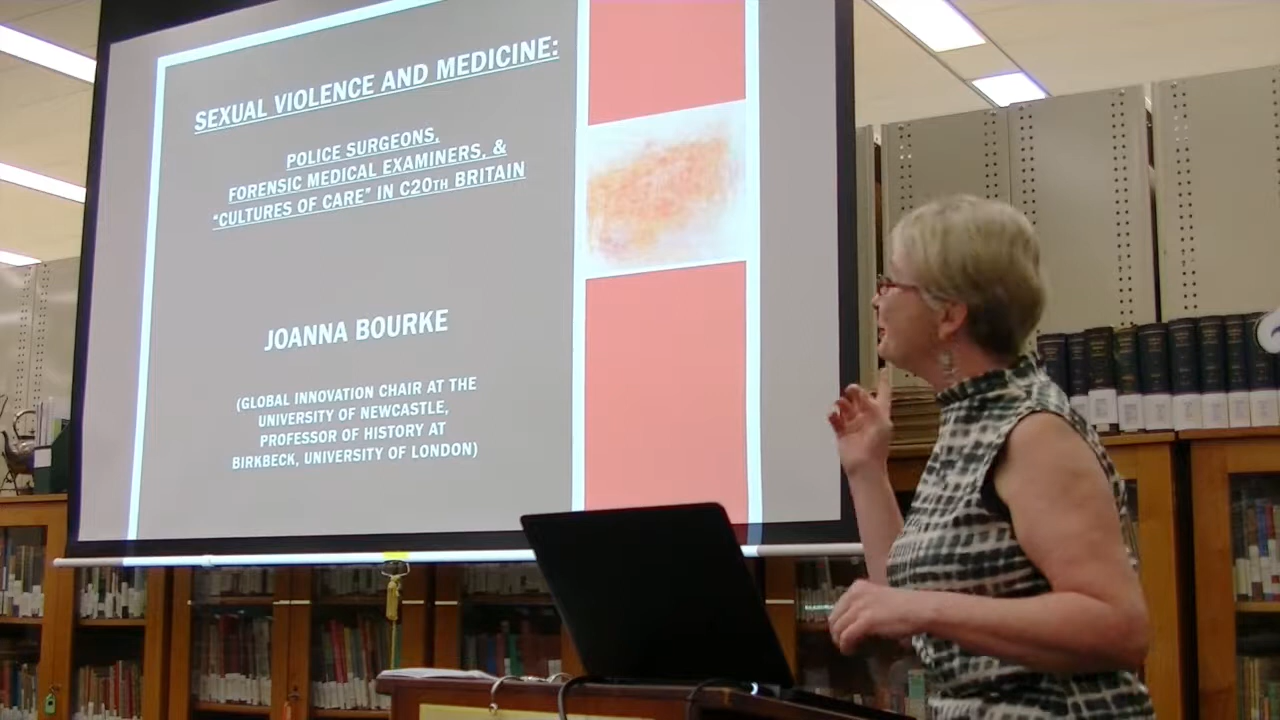 SEXUAL VIOLENCE AND MEDICINE:
POLICE SURGEONS,
FORENSIC MEDICAL EXAMINERS, &
"CULTURES OF CARE" IN C20TH BRITAIN
JOANNA BOURKE
(GLOBAL INNOVATION CHAIR AT THE
UNIVERSITY OF NEWCASTLE,
PROFESSOR OF HISTORY AT
BIRKBECK, UNIVERSITY OF LONDON)